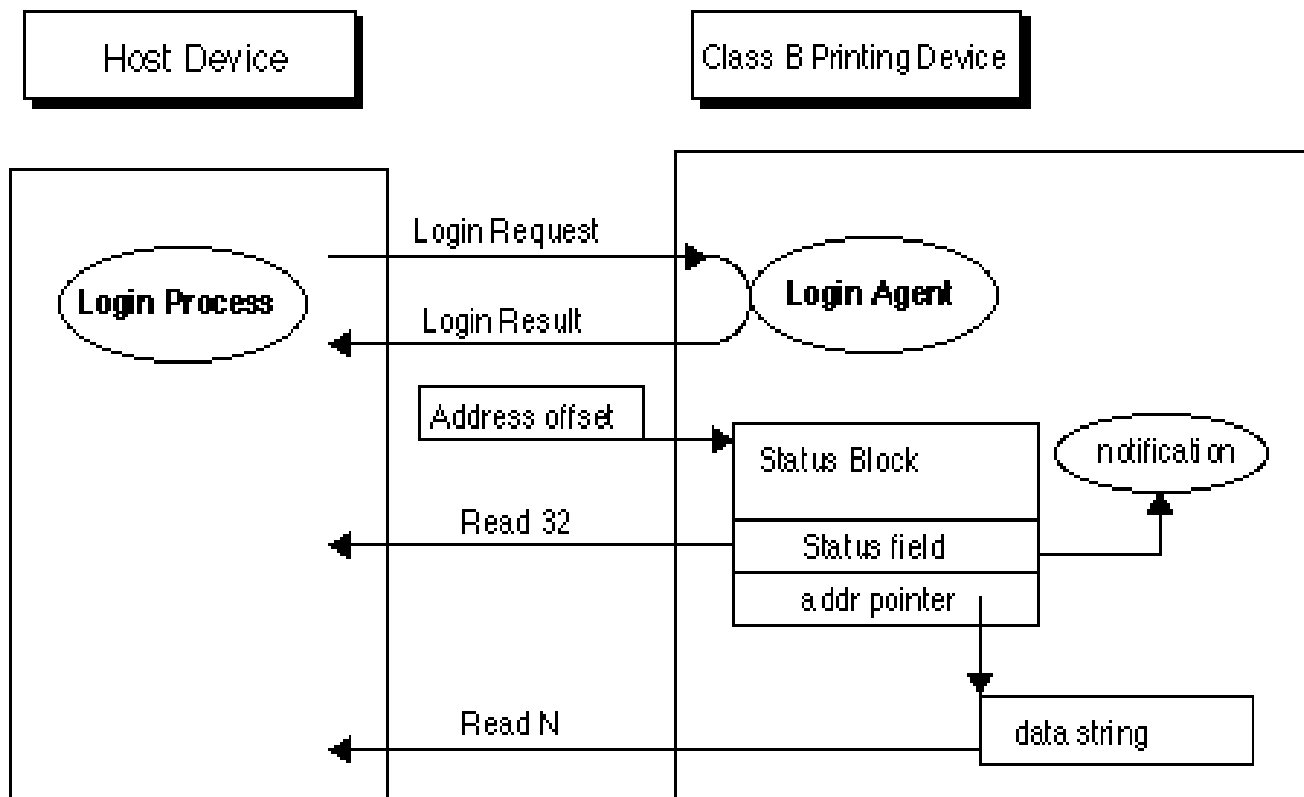 Host Device
Class B Printing Device
Login Request
Login Process
Login Agent
Login Result
Address offset
Status Block
notification
Read 32
Status field
addr pointer
Read N
data string